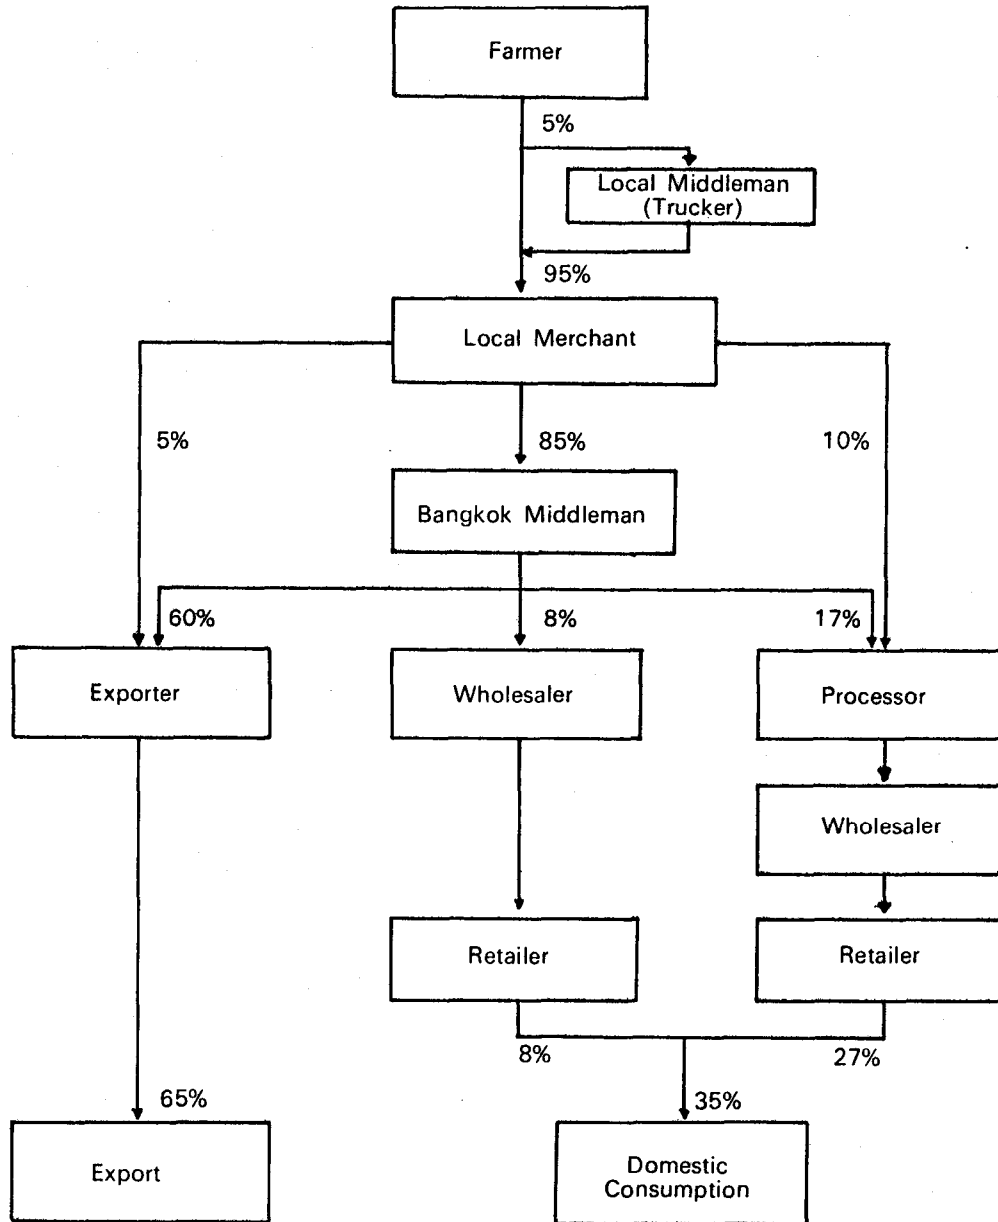 Farmer
5%
Local Middleman
(Trucker)
95%
Local Merchant
5%
85%
10%
Bangkok Middleman
60%
8%
17%
Exporter
Wholesaler
Processor
Wholesaler
Retailer
Retailer
8%
27%
65%
35%
Export
Domestic
Consumption